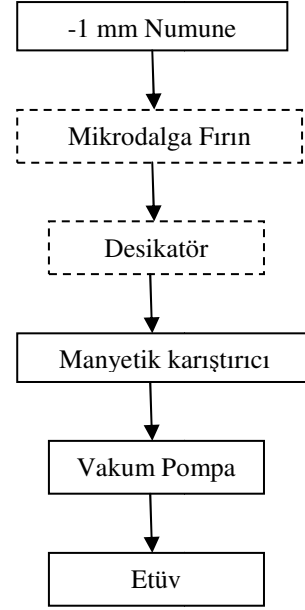 -1 mm Numune
Mikrodalga Fırın
Desikatör
Manyetik karıştırıcı
Vakum Pompa
Etüv